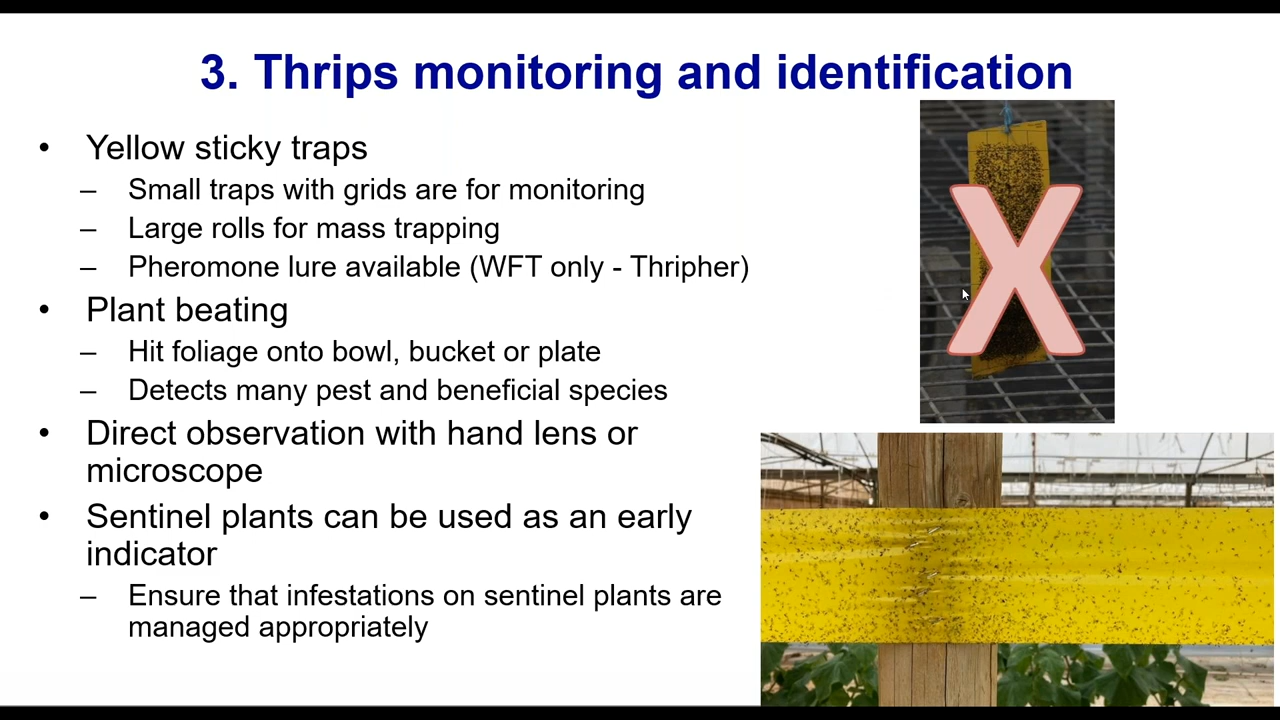 3. Thrips monitoring and identification
• Yellow sticky traps
– Small traps with grids are for monitoring
– Large rolls for mass trapping
– Pheromone lure available (WFT only - Thripher)
• Plant beating
– Hit foliage onto bowl, bucket or plate
– Detects many pest and beneficial species
• Direct observation with hand lens or
microscope
• Sentinel plants can be used as an early
indicator
– Ensure that infestations on sentinel plants are
managed appropriately
X